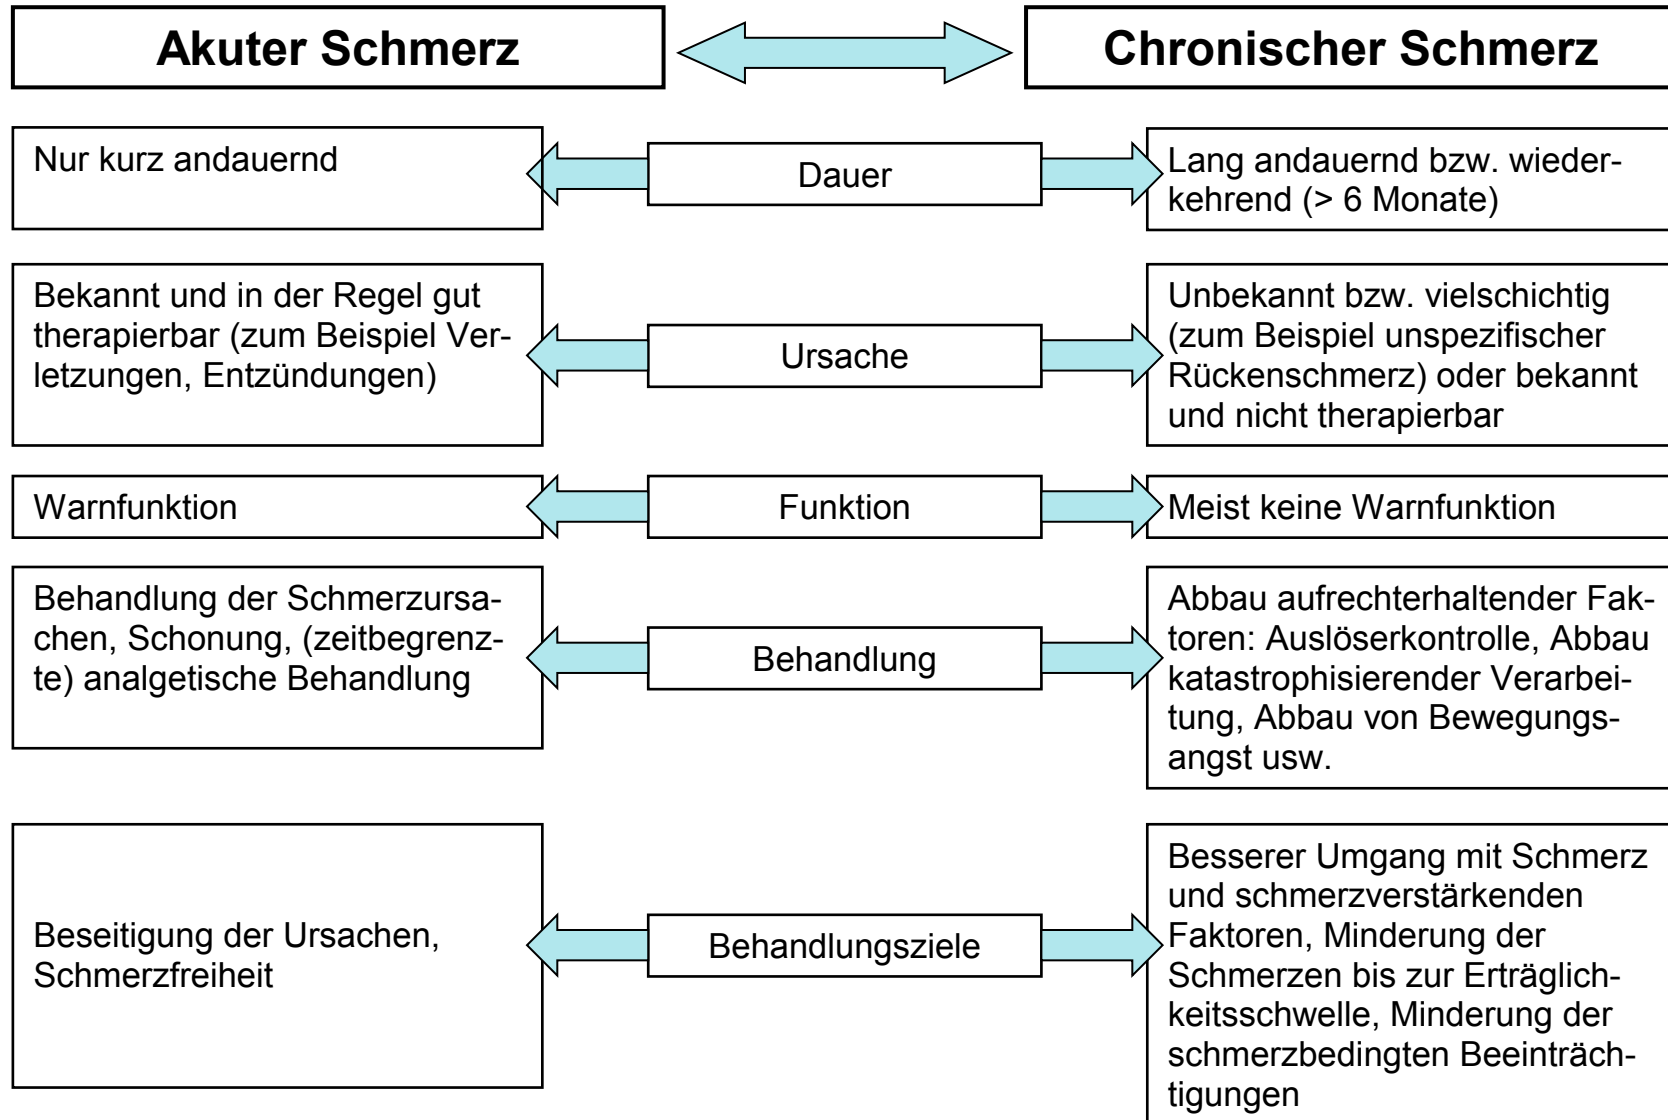 Akuter Schmerz
Chronischer Schmerz
Nur kurz andauernd
Dauer
Lang andauernd bzw. wieder-
kehrend (> 6 Monate)
Bekannt und in der Regel gut
therapierbar (zum Beispiel Ver-
letzungen, Entzündungen)
Ursache
Unbekannt bzw. vielschichtig
(zum Beispiel unspezifischer
Rückenschmerz) oder bekannt
und nicht therapierbar
Warnfunktion
Funktion
Meist keine Warnfunktion
Behandlung der Schmerzursa-
chen, Schonung, (zeitbegrenz-
te) analgetische Behandlung
Behandlung
Abbau aufrechterhaltender Fak-
toren: Auslöserkontrolle, Abbau
katastrophisierender Verarbei-
tung, Abbau von Bewegungs-
angst usw.
Beseitigung der Ursachen,
Schmerzfreiheit
Behandlungsziele
Besserer Umgang mit Schmerz
und schmerzverstärkenden
Faktoren, Minderung der
Schmerzen bis zur Erträglich-
keitsschwelle, Minderung der
schmerzbedingten Beeinträch-
tigungen